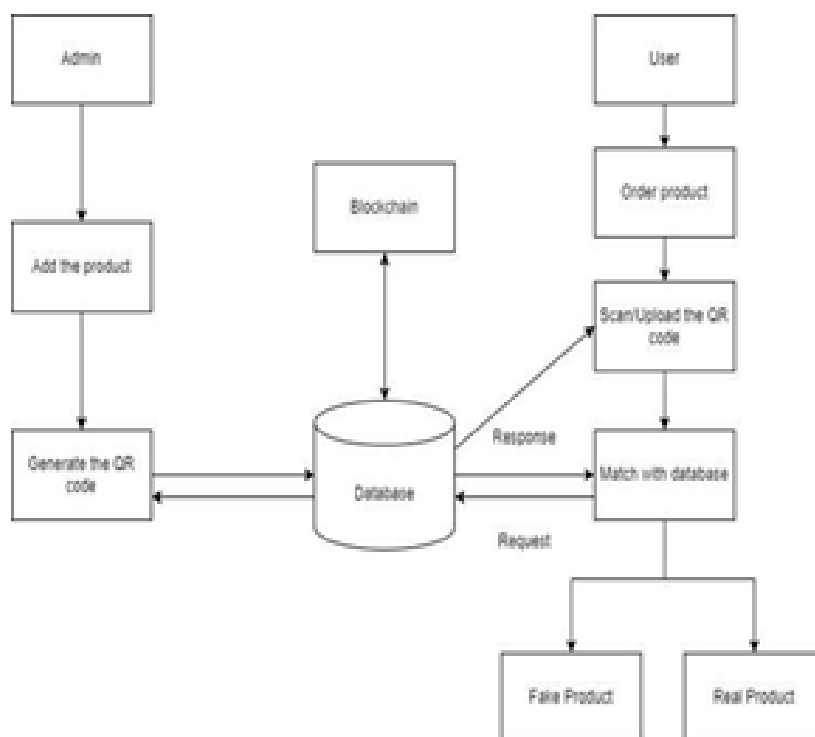 Admin
User
Blockchain
Order product
Add the product
Scan/Upload the QR
code
Response
Generate the QR
code
Database
Match with database
Request
Fake Product
Real Product